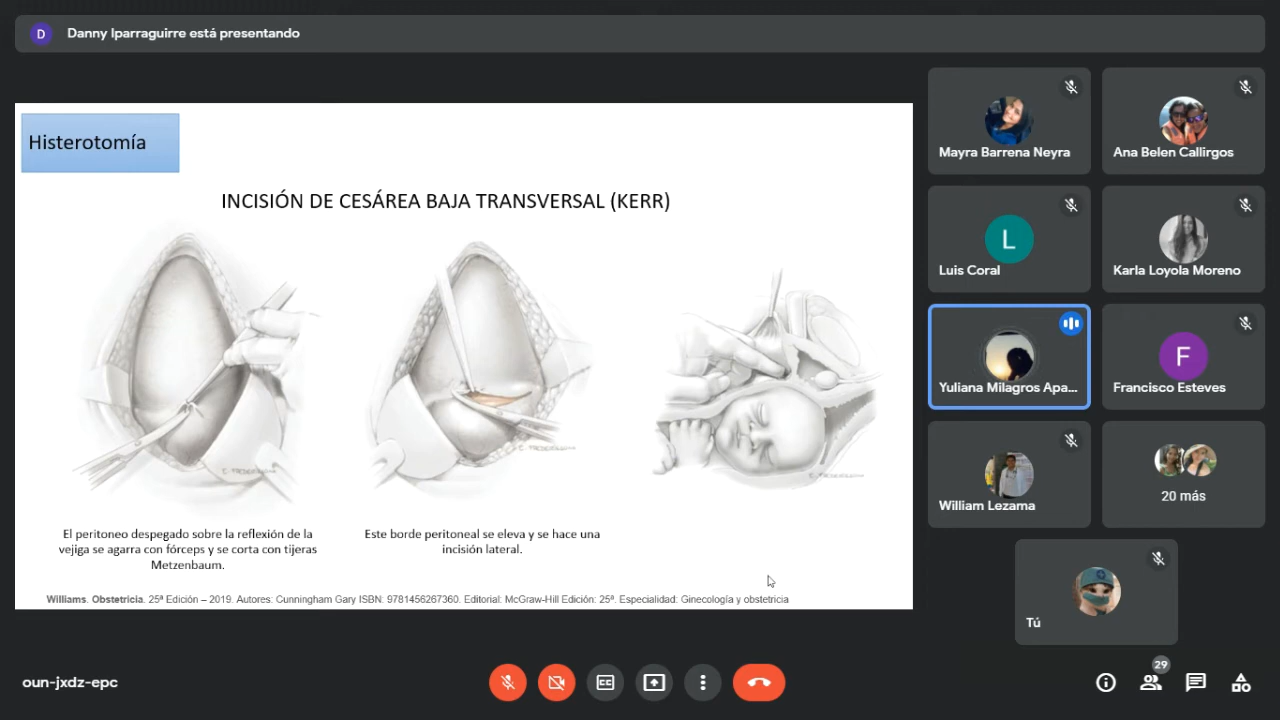 D Danny Iparraguirre está presentando
Histerotomía
INCISIÓN DE CESÁREA BAJA TRANSVERSAL (KERR)
El peritoneo despegado sobre la reflexión de la
vejiga se agarra con fórceps y se corta con tijeras
Metzenbaum.
Este borde peritoneal se eleva y se hace una
incisión lateral.
Williams. Obstetricia. 25ª Edición – 2019. Autores: Cunningham Gary ISBN: 9781456267360. Editorial: McGraw-Hill Edición: 25ª. Especialidad: Ginecología y obstetricia
Mayra Barrena Neyra
Ana Belen Callirgos
L
Luis Coral
Karla Loyola Moreno
Yuliana Milagros Apa...
F
Francisco Esteves
William Lezama
20 más
Tú
oun-jxdz-epc
CC
29